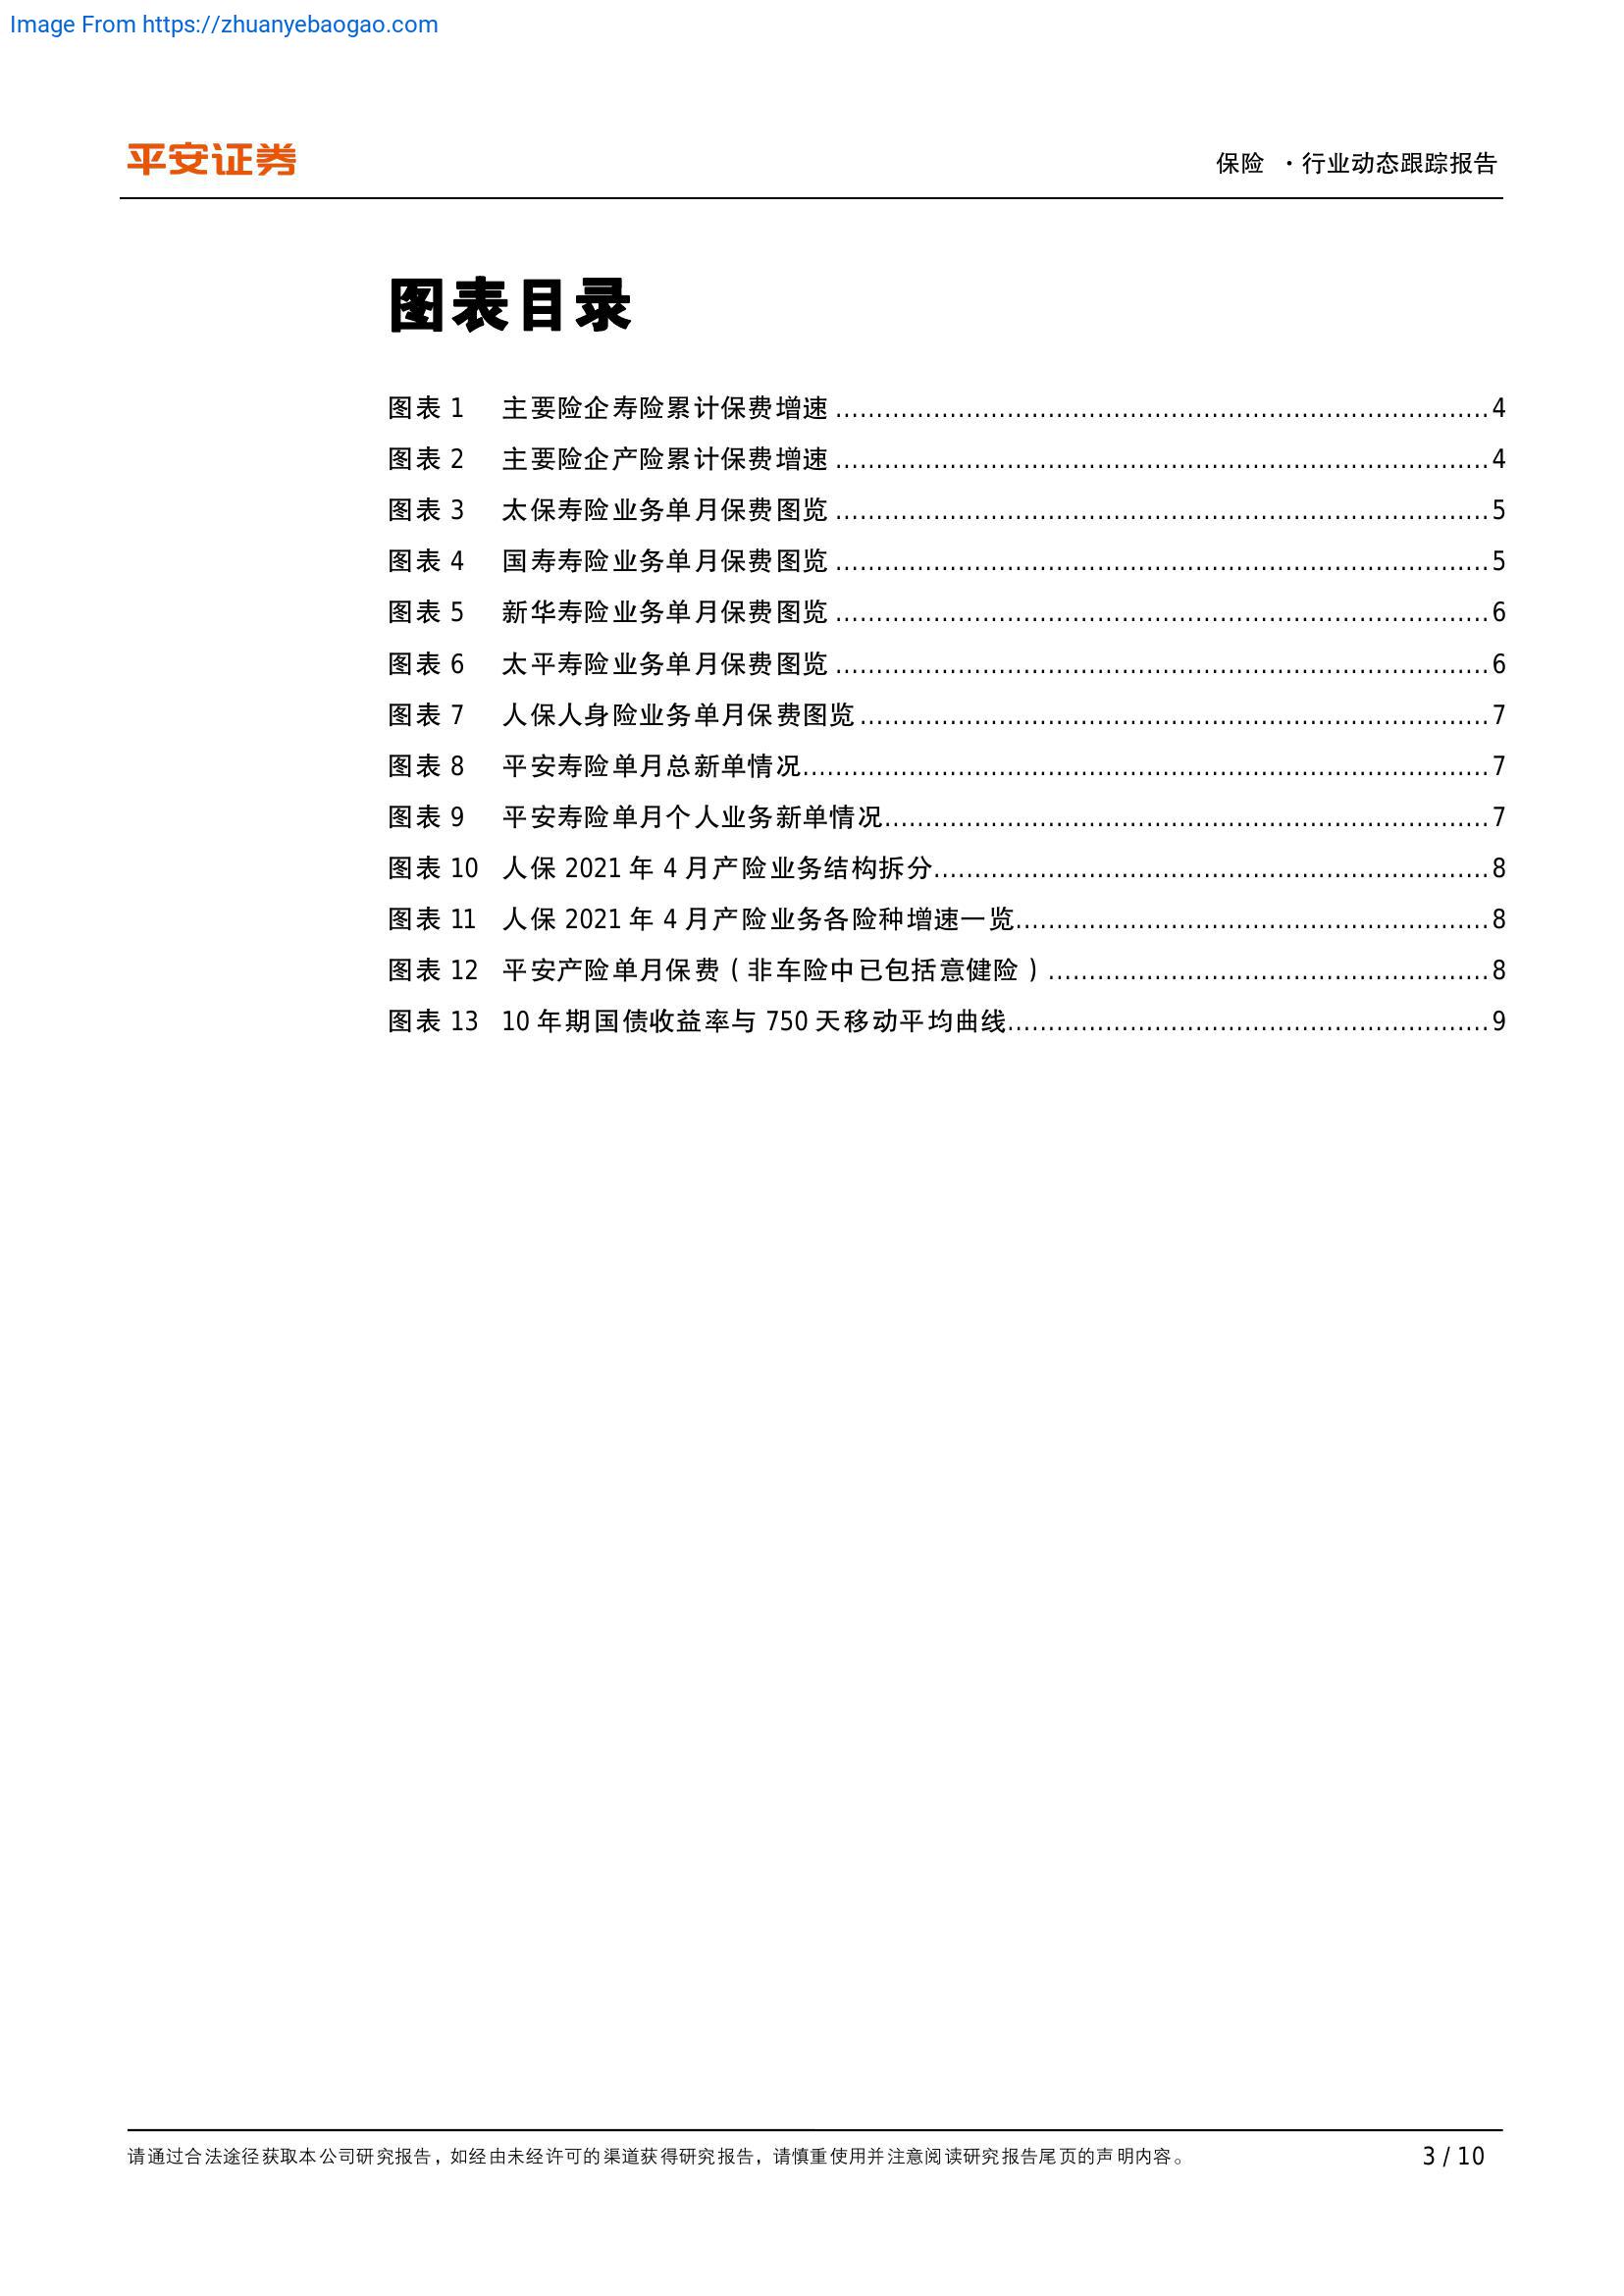 Image From https://zhuanyebaogao.com
平安证券
保险 ·行业动态跟踪报告
图表目录
图表 1 主要险企寿险累计保费增速 ................................................................................ 4
图表 2 主要险企产险累计保费增速 ................................................................................ 4
图表 3 太保寿险业务单月保费图览 ................................................................................ 5
图表 4 国寿寿险业务单月保费图览 ................................................................................ 5
图表 5 新华寿险业务单月保费图览 ................................................................................ 6
图表 6 太平寿险业务单月保费图览 ................................................................................ 6
图表 7 人保人身险业务单月保费图览 ............................................................................. 7
图表 8 平安寿险单月总新单情况.................................................................................... 7
图表 9 平安寿险单月个人业务新单情况.......................................................................... 7
图表 10 人保 2021 年 4 月产险业务结构拆分.................................................................... 8
图表 11 人保 2021 年 4 月产险业务各险种增速一览.......................................................... 8
图表 12 平安产险单月保费（非车险中已包括意健险）...................................................... 8
图表 13 10 年期国债收益率与 750 天移动平均曲线........................................................... 9
请通过合法途径获取本公司研究报告，如经由未经许可的渠道获得研究报告，请慎重使用并注意阅读研究报告尾页的声明内容。
3 / 10